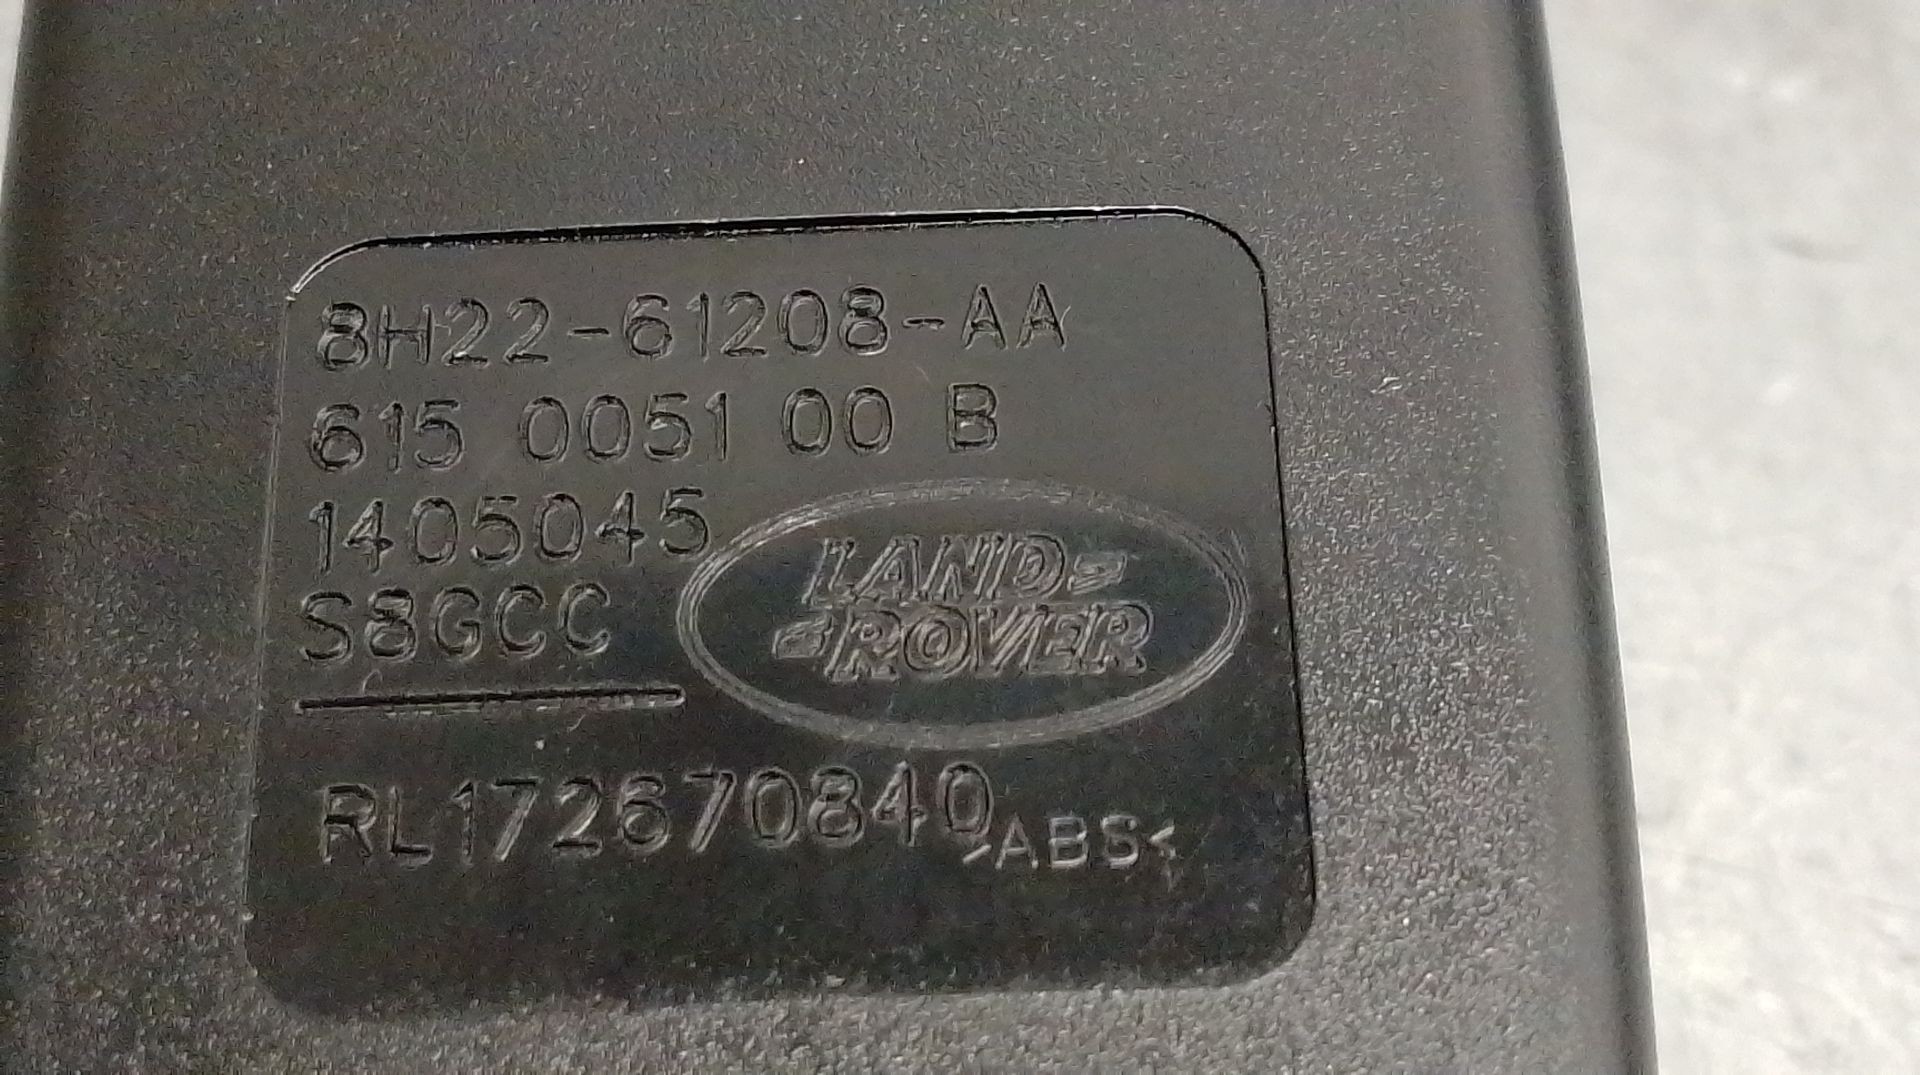 8H22-61208-AA
615 0051 00 B
1405045
S8GCC
LAND-
-ROVER
RL172670840
>ABS<